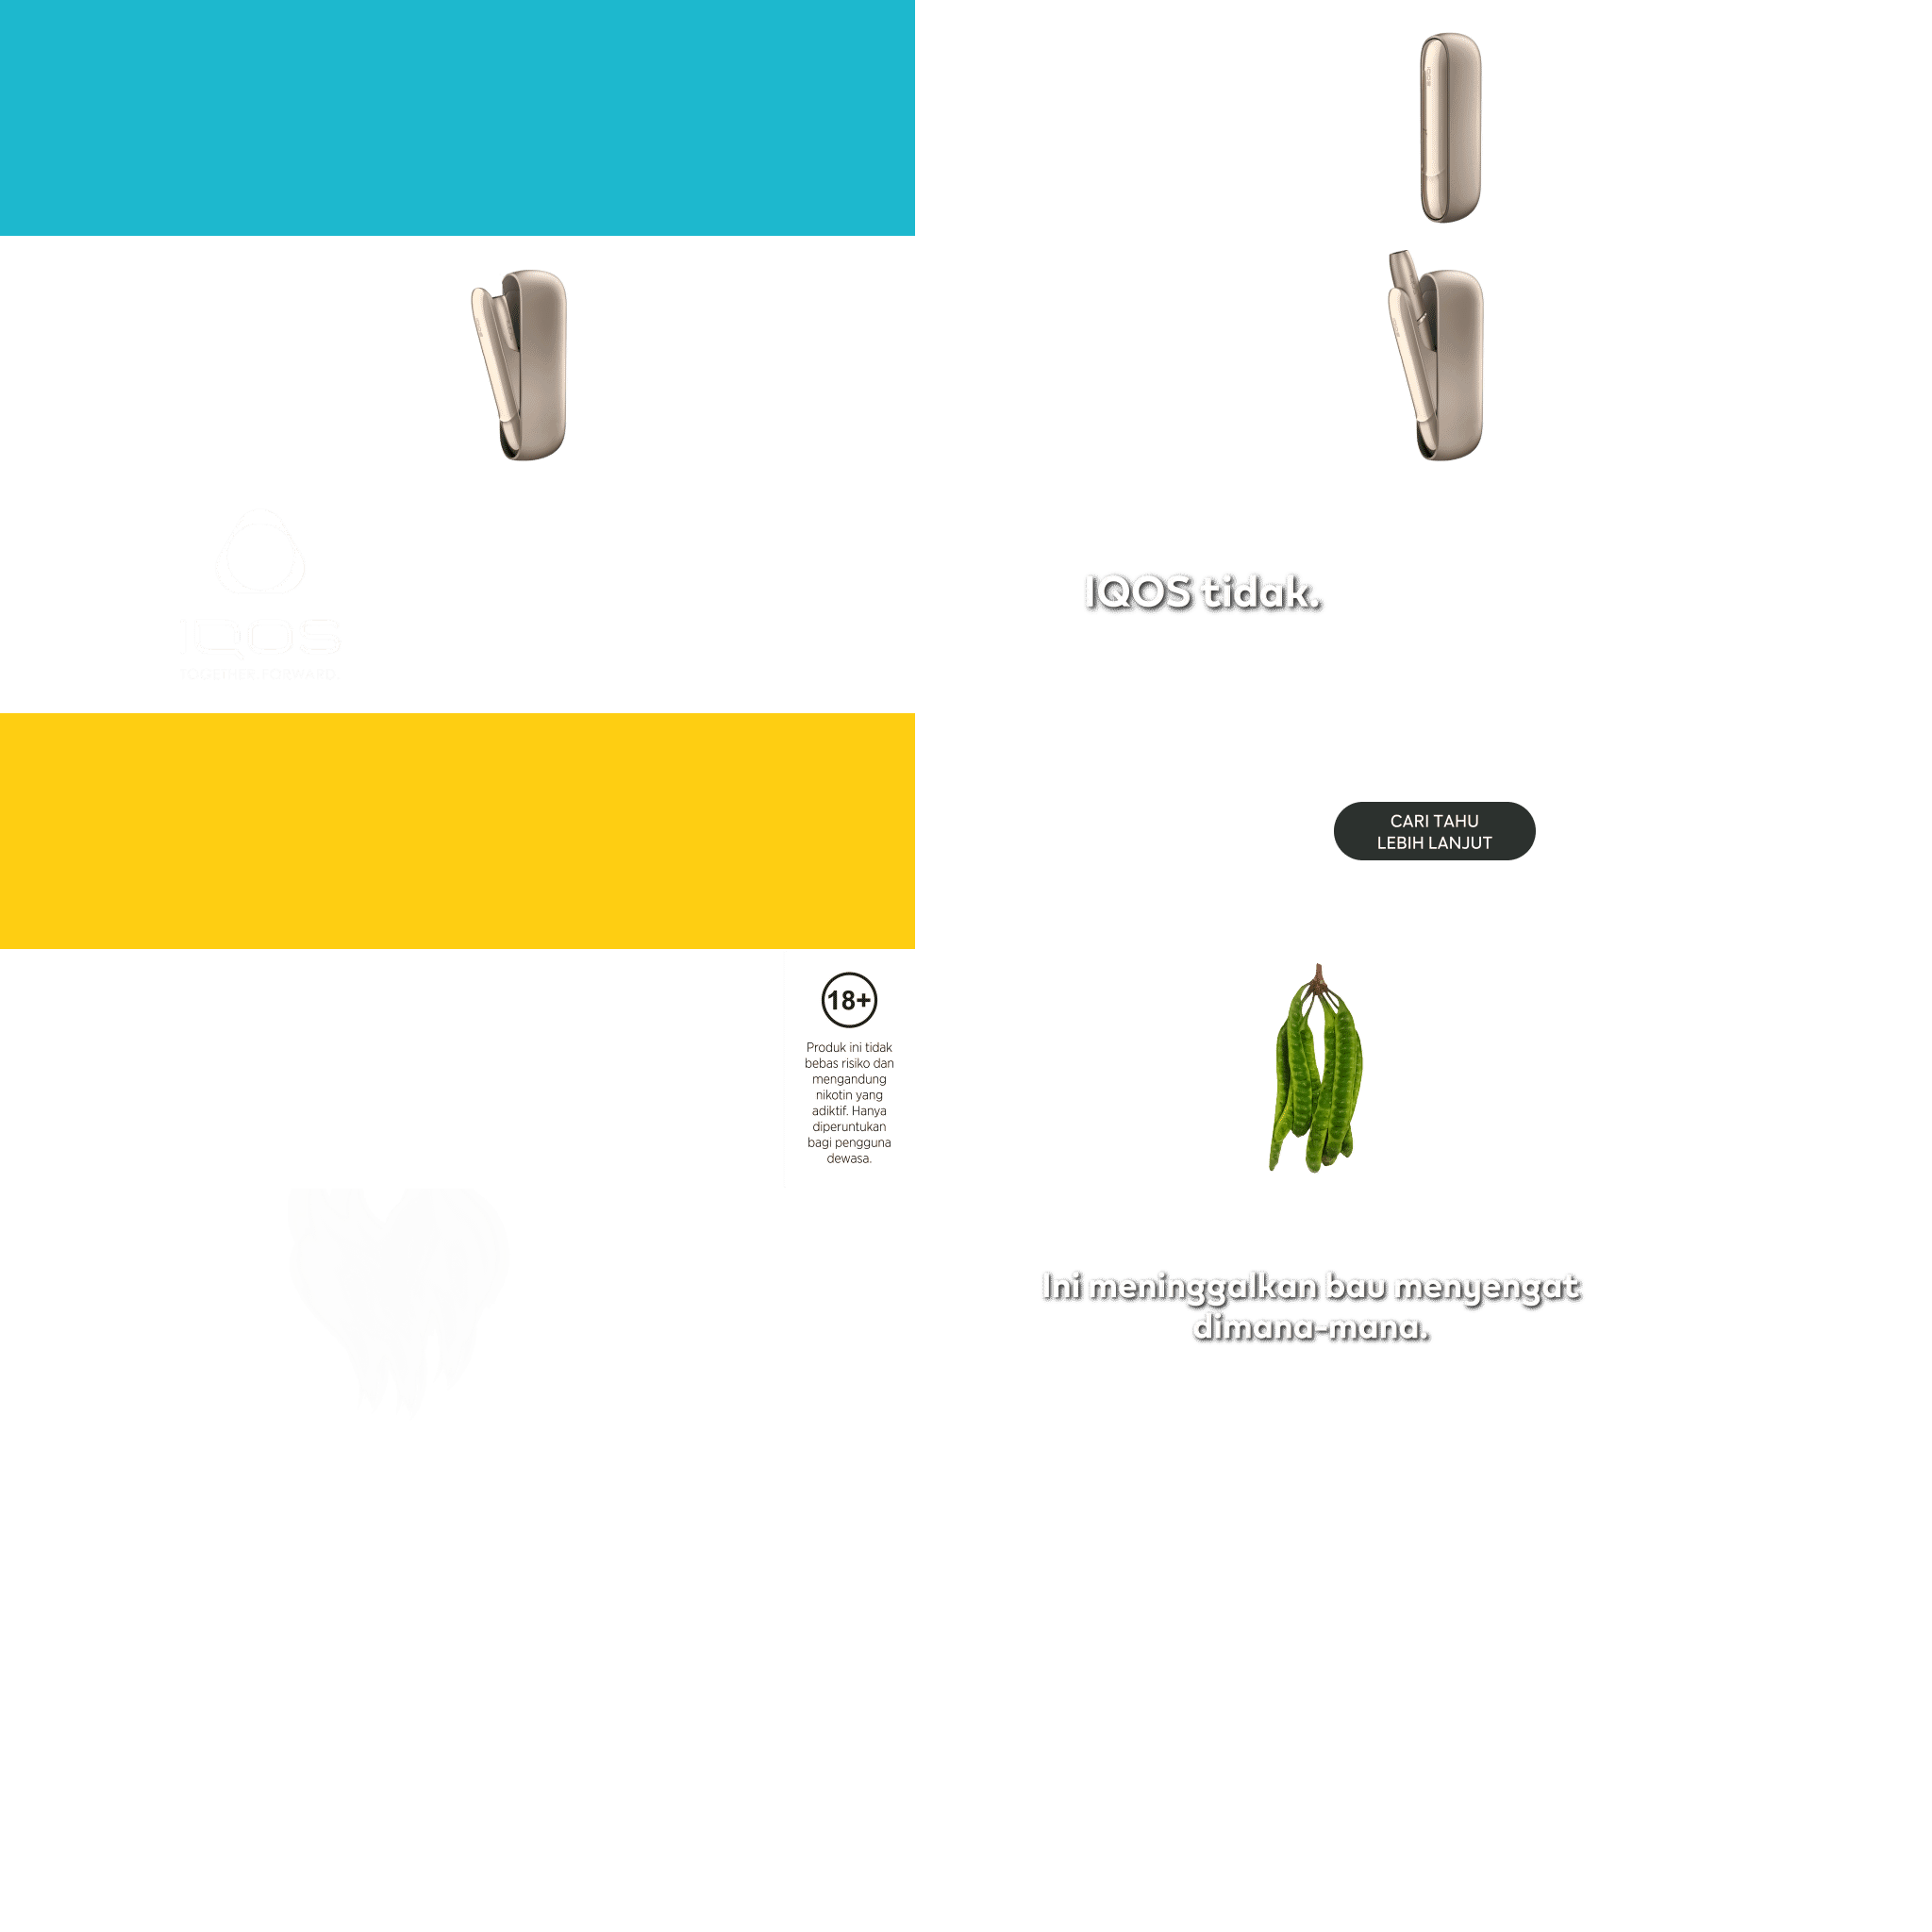 IQOS
TOGETHER. FORWARD.
IQOS tidak.
CARI TAHU
LEBIH LANJUT
18+
Produk ini tidak
bebas risiko dan
mengandung
nikotin yang
adiktif. Hanya
diperuntukan
bagi pengguna
dewasa.
Ini meninggalkan bau menyengat
dimana-mana.